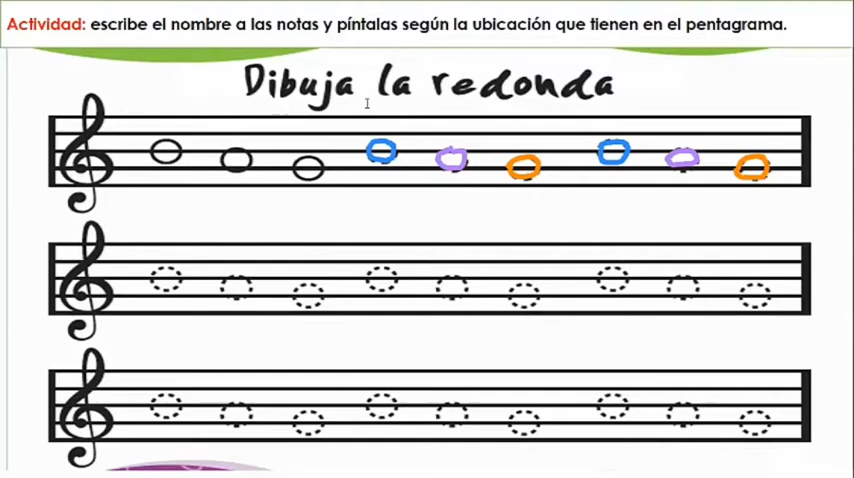 Actividad: escribe el nombre a las notas y píntalas según la ubicación que tienen en el pentagrama.
Dibuja la redonda